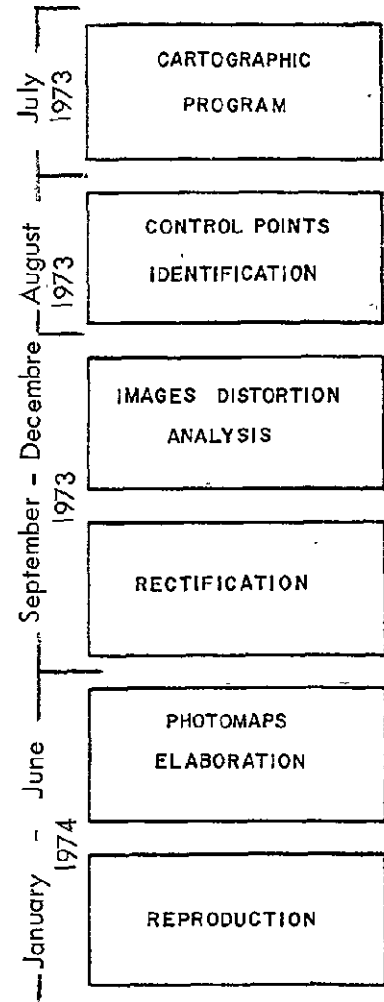 July
1973
CARTOGRAPHIC
PROGRAM
August
1973
CONTROL POINTS
IDENTIFICATION
September - Decembre
1973
IMAGES DISTORTION
ANALYSIS
RECTIFICATION
January - June
1974
PHOTOMAPS
ELABORATION
REPRODUCTION